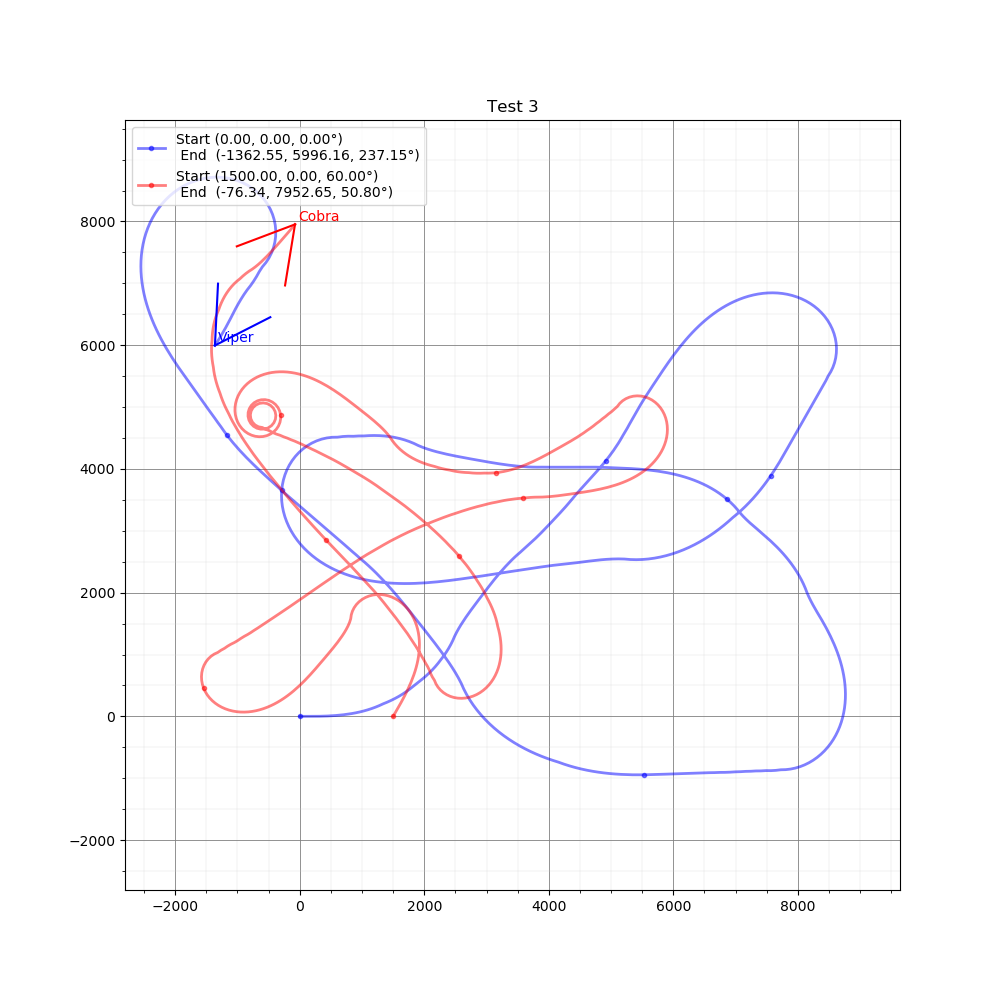 Test 3
Start (0.00, 0.00, 0.00°)
End  (-1362.55, 5996.16, 237.15°)
Start (1500.00, 0.00, 60.00°)
End  (-76.34, 7952.65, 50.80°)
Cobra
Viper
8000
6000
4000
2000
0
−2000
−2000
0
2000
4000
6000
8000